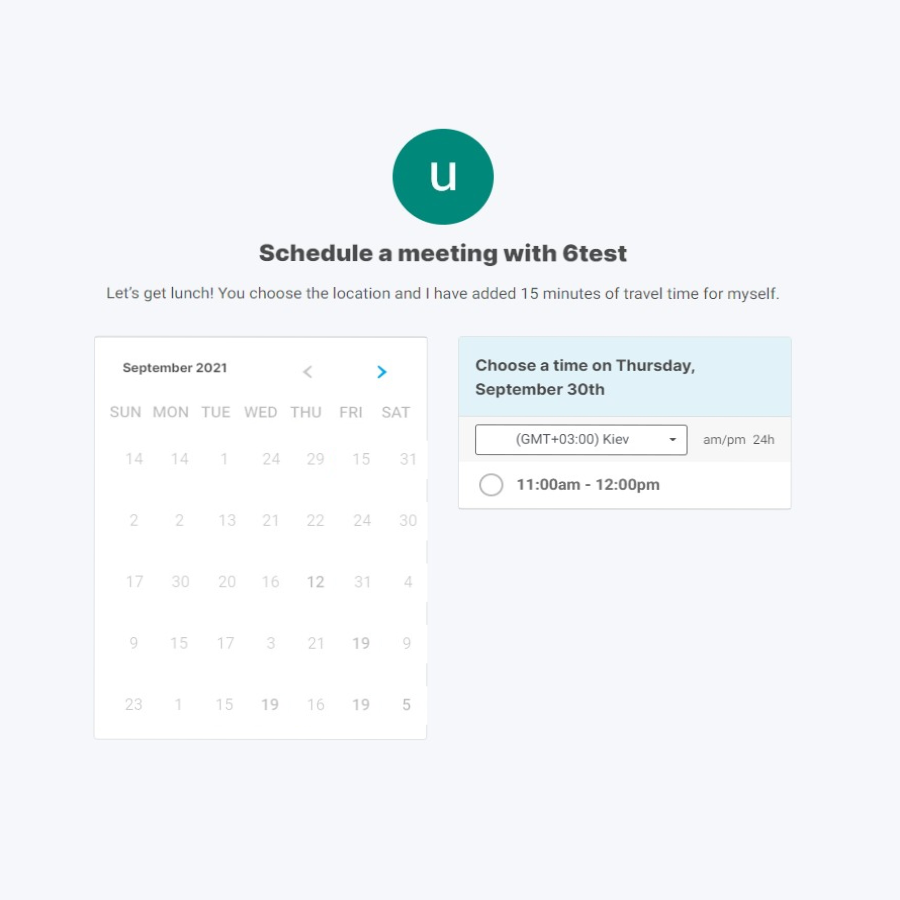 u
Schedule a meeting with 6test
Let's get lunch! You choose the location and I have added 15 minutes of travel time for myself.
September 2021
SUN MON TUE WED THU FRI SAT
14 14 1 24 29 15 31
2 2 13 21 22 24 30
17 30 20 16 12 31 4
9 15 17 3 21 19 9
23 1 15 19 16 19 5
Choose a time on Thursday,
September 30th
(GMT+03:00) Kiev am/pm 24h
11:00am - 12:00pm